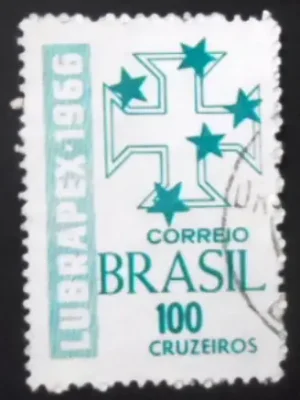 LUBRAPEX·1966
CORREIO
BRASIL
100
CRUZEIROS